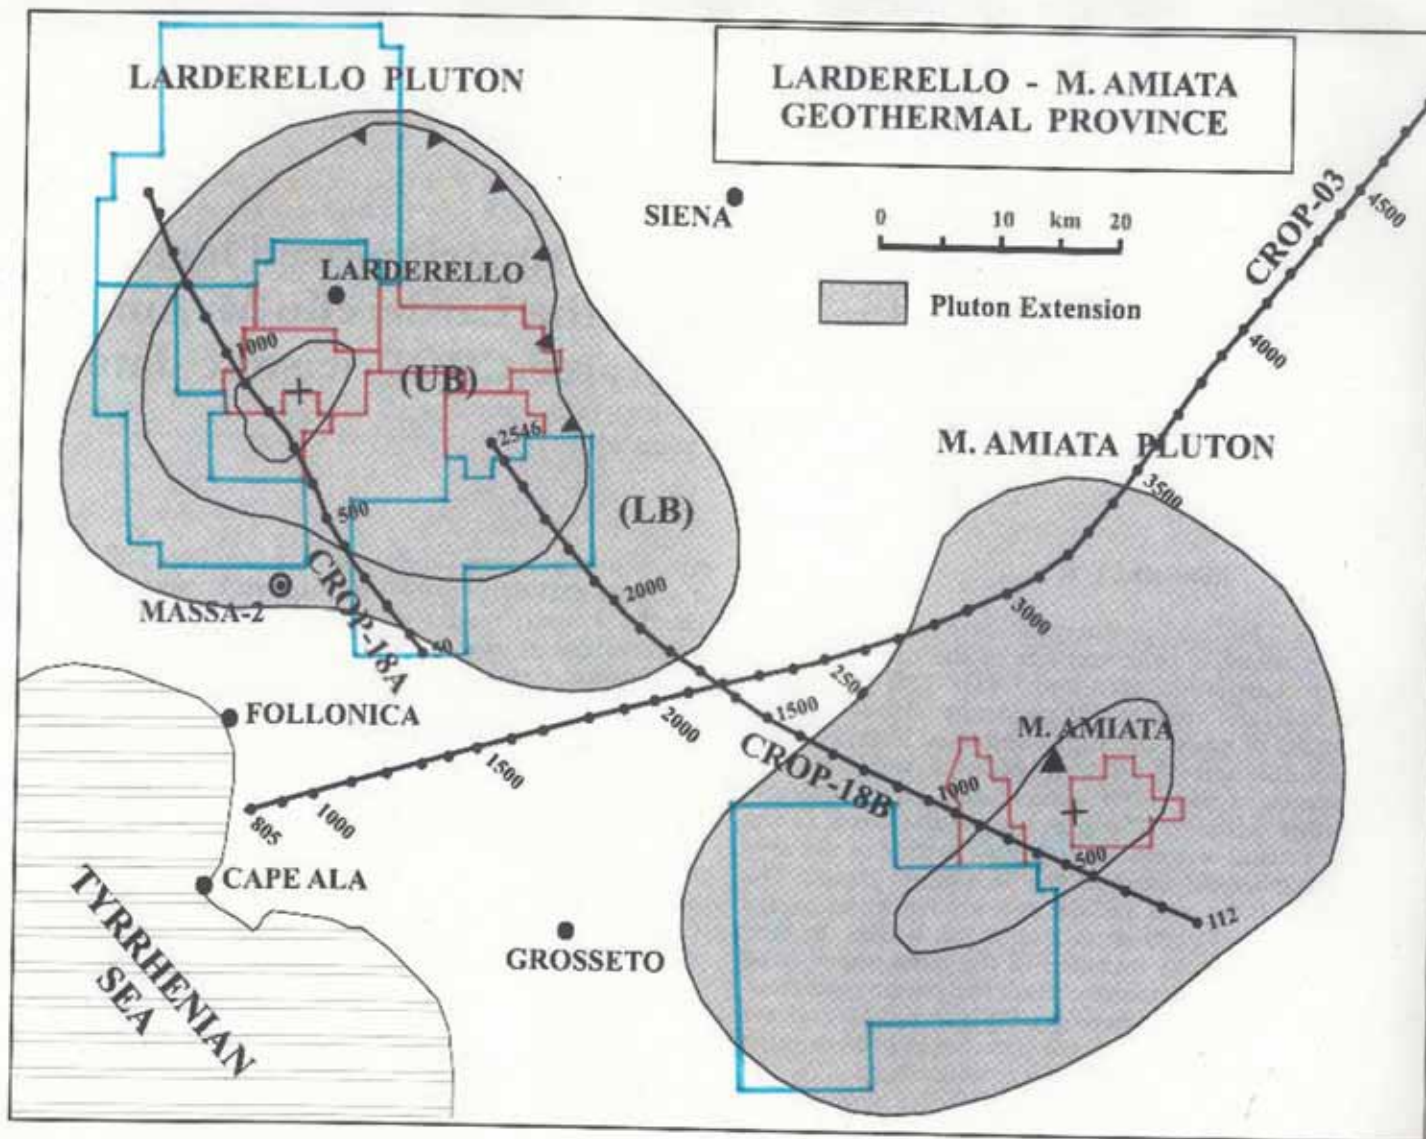 LARDERELLO PLUTON
LARDERELLO - M. AMIATA
GEOTHERMAL PROVINCE
SIENA
0 10 km 20
Pluton Extension
CROP-03
4500
4000
3500
3000
2500
2000
1500
1000
805
LARDERELLO
(UB)
(LB)
1000
500
50
CROP-18A
MASSA-2
2546
2000
1500
1000
500
112
CROP-18B
M. AMIATA PLUTON
M. AMIATA
FOLLONICA
CAPE ALA
GROSSETO
TYRRHENIAN
SEA